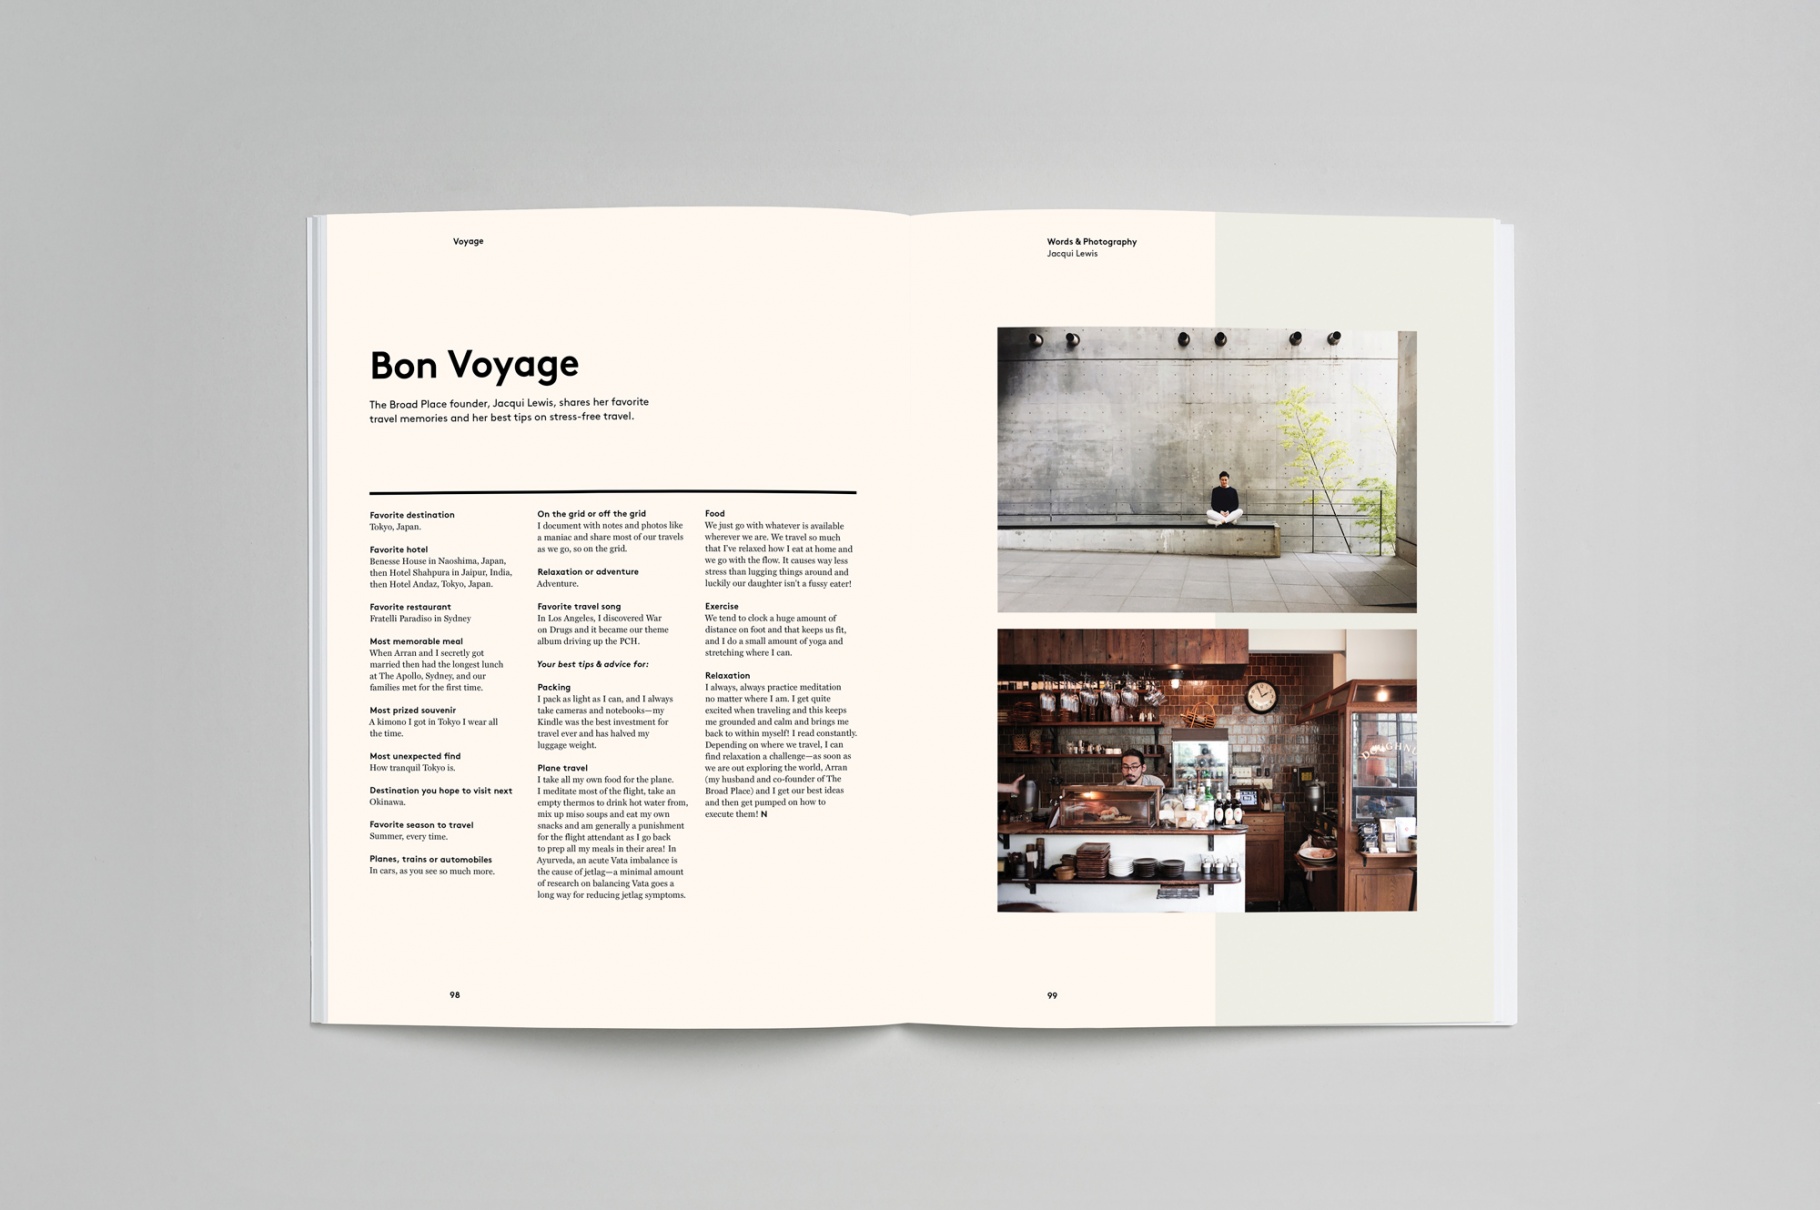 Voyage
Bon Voyage
The Broad Place founder, Jacqui Lewis, shares her favorite
travel memories and her best tips on stress-free travel.
Favorite destination
Tokyo, Japan.
Favorite hotel
Benesse House in Naoshima, Japan,
then Hotel Shahpura in Jaipur, India,
then Hotel Andaz, Tokyo, Japan.
Favorite restaurant
Fratelli Paradiso in Sydney
Most memorable meal
When Arran and I secretly got
married then had the longest lunch
at The Apollo, Sydney, and our
families met for the first time.
Most prized souvenir
A kimono I got in Tokyo I wear all
the time.
Most unexpected find
How tranquil Tokyo is.
Destination you hope to visit next
Okinawa.
Favorite season to travel
Summer, every time.
Planes, trains or automobiles
In cars, as you see so much more.
On the grid or off the grid
I document with notes and photos like
a maniac and share most of our travels
as we go, so on the grid.
Relaxation or adventure
Adventure.
Favorite travel song
In Los Angeles, I discovered War
on Drugs and it became our theme
album driving up the PCH.
Your best tips & advice for:
Packing
I pack as light as I can, and I always
take cameras and notebooks—my
Kindle was the best investment for
travel ever and has halved my
luggage weight.
Plane travel
I take all my own food for the plane.
I meditate most of the flight, take an
empty thermos to drink hot water from,
mix up miso soups and eat my own
snacks and am generally a punishment
for the flight attendant as I go back
to prep all my meals in their area! In
Ayurveda, an acute Vata imbalance is
the cause of jetlag—a minimal amount
of research on balancing Vata goes a
long way for reducing jetlag symptoms.
Food
We just go with whatever is available
wherever we are. We travel so much
that I've relaxed how I eat at home and
we go with the flow. It causes way less
stress than lugging things around and
luckily our daughter isn't a fussy eater!
Exercise
We tend to clock a huge amount of
distance on foot and that keeps us fit,
and I do a small amount of yoga and
stretching where I can.
Relaxation
I always, always practice meditation
no matter where I am. I get quite
excited when traveling and this keeps
me grounded and calm and brings me
back to within myself! I read constantly.
Depending on where we travel, I can
find relaxation a challenge—as soon as
we are out exploring the world, Arran
(my husband and co-founder of The
Broad Place) and I get our best ideas
and then get pumped on how to
execute them! N
98
Words & Photography
Jacqui Lewis
99